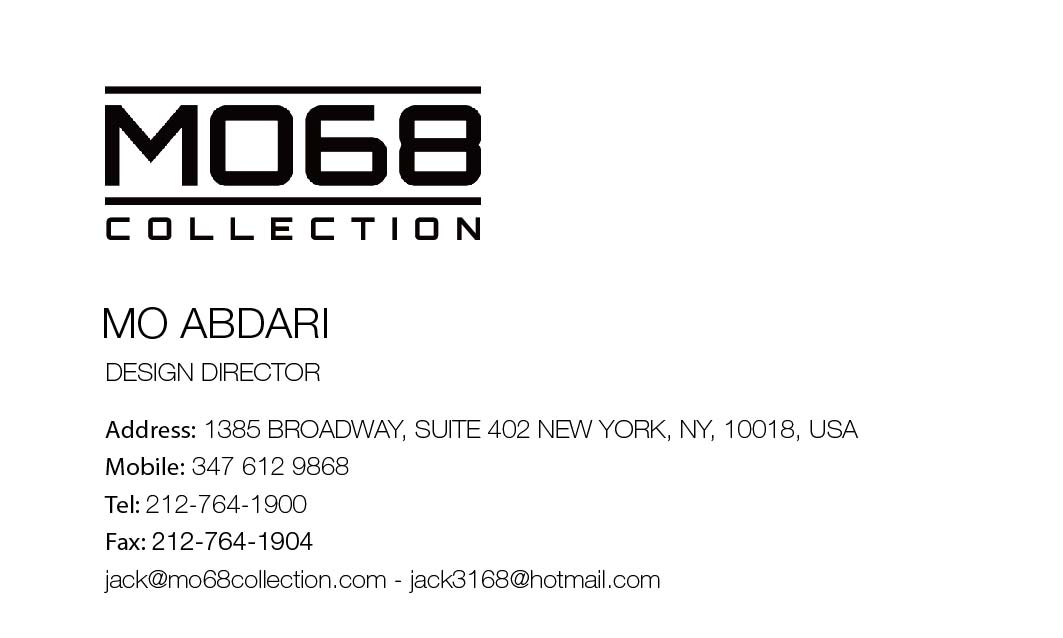 MO68
COLLECTION
MO ABDARI
DESIGN DIRECTOR
Address: 1385 BROADWAY, SUITE 402 NEW YORK, NY, 10018, USA
Mobile: 347 612 9868
Tel: 212-764-1900
Fax: 212-764-1904
jack@mo68collection.com - jack3168@hotmail.com